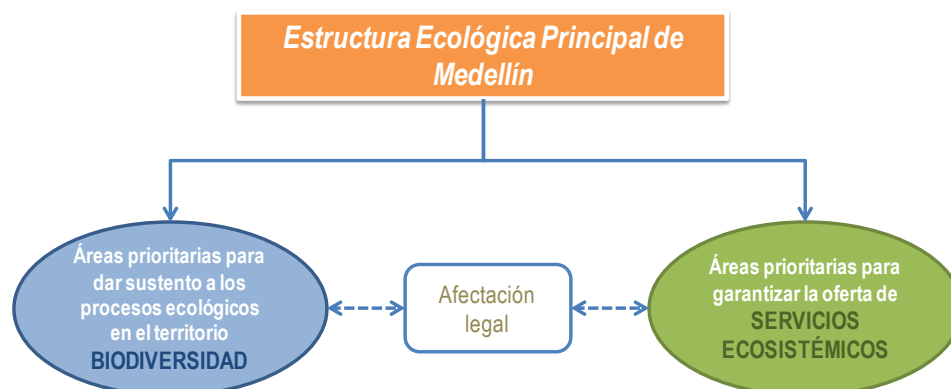 Estructura Ecológica Principal de
Medellín
Áreas prioritarias para
dar sustento a los
procesos ecológicos
en el territorio
BIODIVERSIDAD
Afectación
legal
Áreas prioritarias para
garantizar la oferta de
SERVICIOS
ECOSISTÉMICOS